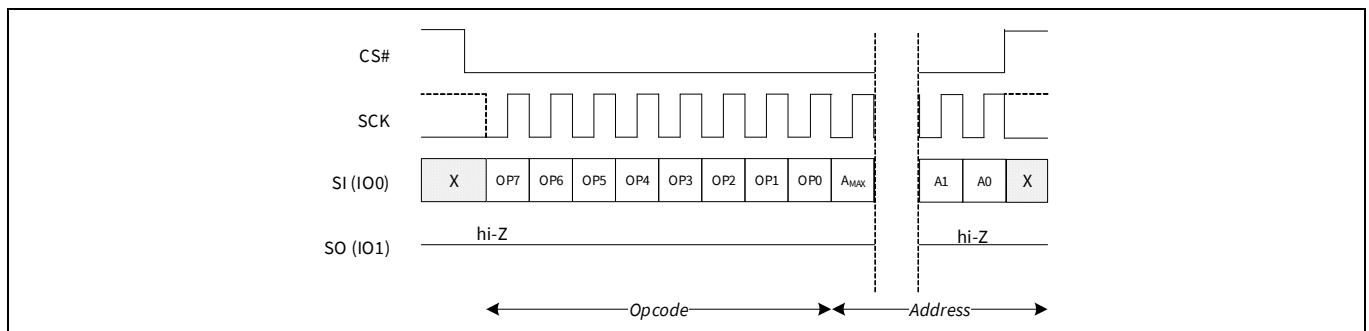 CS#
SCK
SI (IO0) X OP7 OP6 OP5 OP4 OP3 OP2 OP1 OP0 AMAX A1 A0 X
hi-Z hi-Z
SO (IO1)
Opcode Address